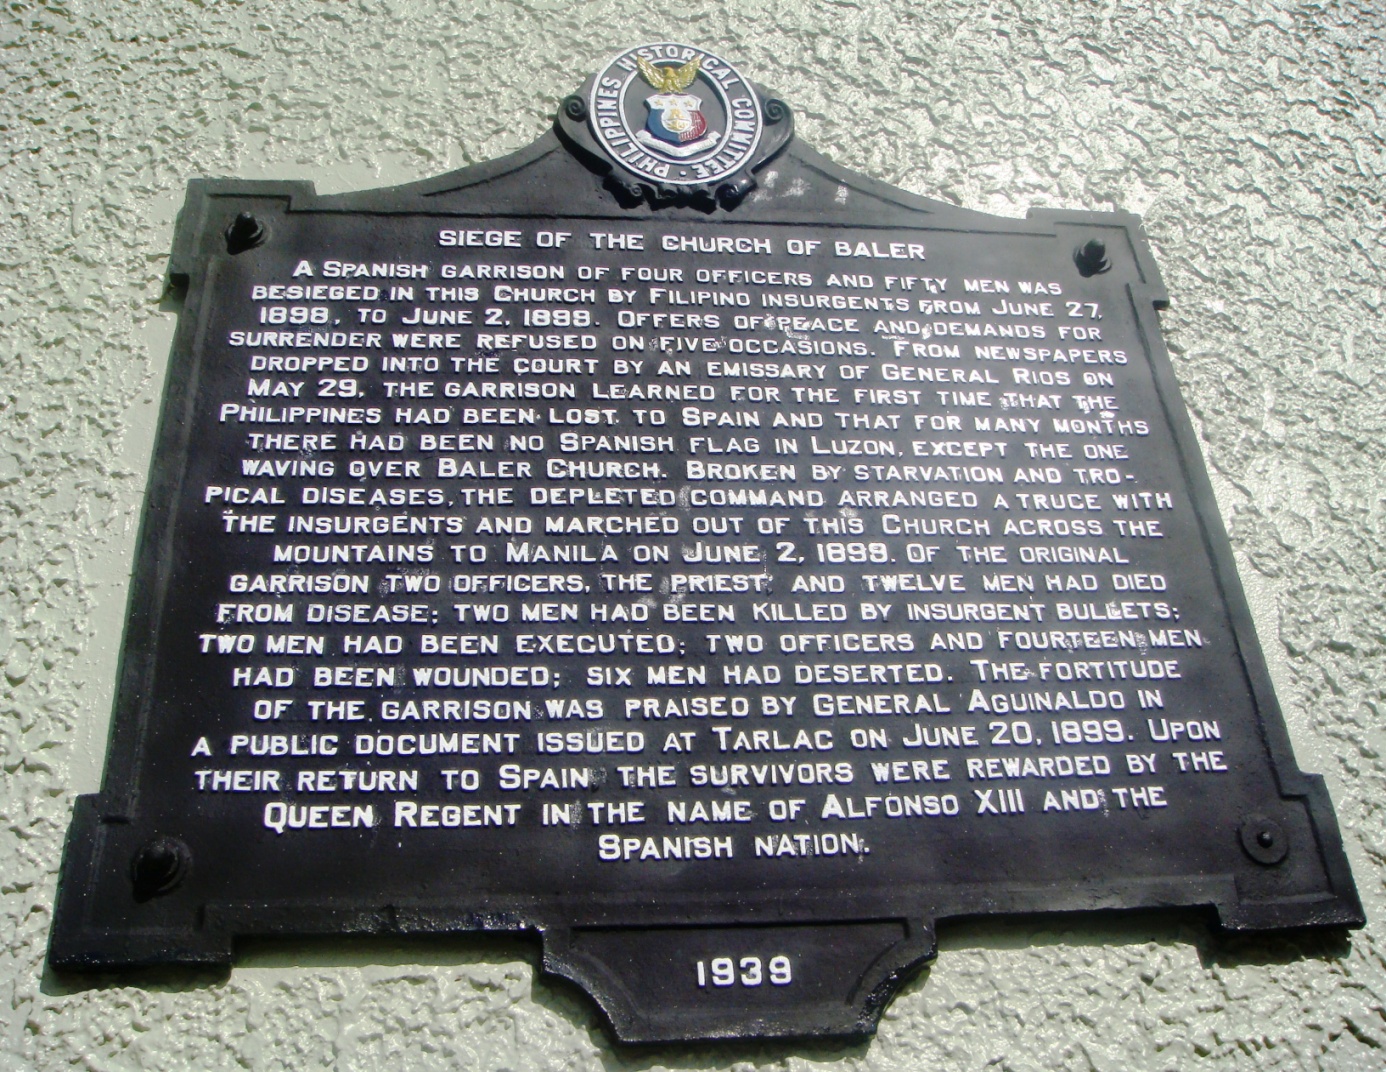 PHILIPPINES HISTORICAL COMMITTEE
SIEGE OF THE CHURCH OF BALER
A SPANISH GARRISON OF FOUR OFFICERS AND FIFTY MEN WAS
BESIEGED IN THIS CHURCH BY FILIPINO INSURGENTS FROM JUNE 27,
1898, TO JUNE 2, 1899. OFFERS OF PEACE AND DEMANDS FOR
SURRENDER WERE REFUSED ON FIVE OCCASIONS. FROM NEWSPAPERS
DROPPED INTO THE COURT BY AN EMISSARY OF GENERAL RIOS ON
MAY 29, THE GARRISON LEARNED FOR THE FIRST TIME THAT THE
PHILIPPINES HAD BEEN LOST TO SPAIN AND THAT FOR MANY MONTHS
THERE HAD BEEN NO SPANISH FLAG IN LUZON, EXCEPT THE ONE
WAVING OVER BALER CHURCH. BROKEN BY STARVATION AND TRO-
PICAL DISEASES, THE DEPLETED COMMAND ARRANGED A TRUCE WITH
THE INSURGENTS AND MARCHED OUT OF THIS CHURCH ACROSS THE
MOUNTAINS TO MANILA ON JUNE 2, 1899. OF THE ORIGINAL
GARRISON TWO OFFICERS, THE PRIEST, AND TWELVE MEN HAD DIED
FROM DISEASE; TWO MEN HAD BEEN KILLED BY INSURGENT BULLETS;
TWO MEN HAD BEEN EXECUTED; TWO OFFICERS AND FOURTEEN MEN
HAD BEEN WOUNDED; SIX MEN HAD DESERTED. THE FORTITUDE
OF THE GARRISON WAS PRAISED BY GENERAL AGUINALDO IN
A PUBLIC DOCUMENT ISSUED AT TARLAC ON JUNE 20, 1899. UPON
THEIR RETURN TO SPAIN THE SURVIVORS WERE REWARDED BY THE
QUEEN REGENT IN THE NAME OF ALFONSO XIII AND THE
SPANISH NATION.
1939